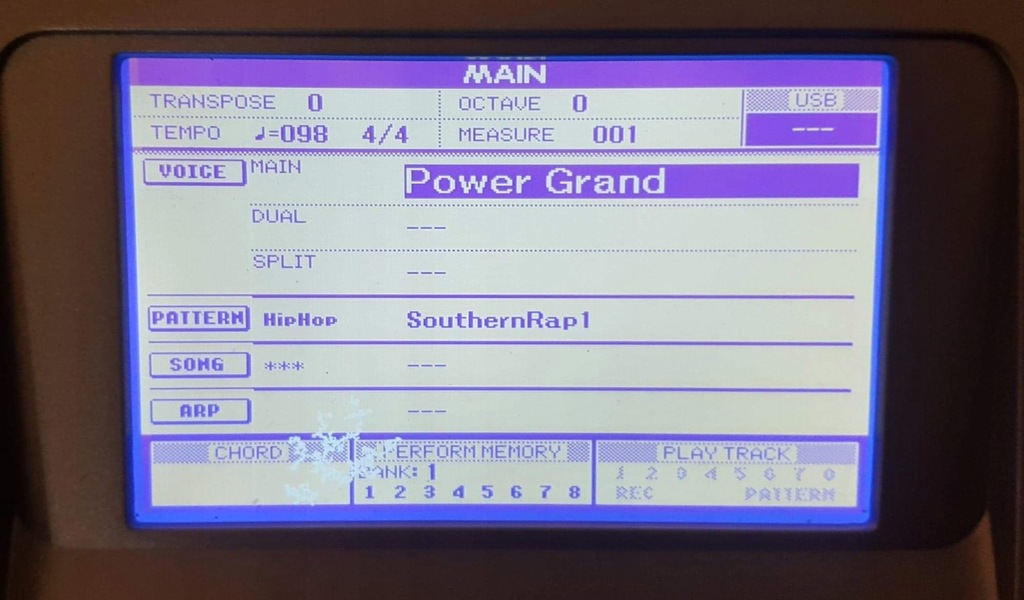 MAIN
TRANSPOSE 0 OCTAVE 0 USB
TEMPO ♩=098 4/4 MEASURE 001 ---
VOICE MAIN Power Grand
DUAL ---
SPLIT ---
PATTERN HipHop SouthernRap1
SONG *** ---
ARP ---
CHORD PERFORM MEMORY PLAY TRACK
BANK: 1 1 2 3 4 5 6 7 8
1 2 3 4 5 6 7 8 REC PATTERN